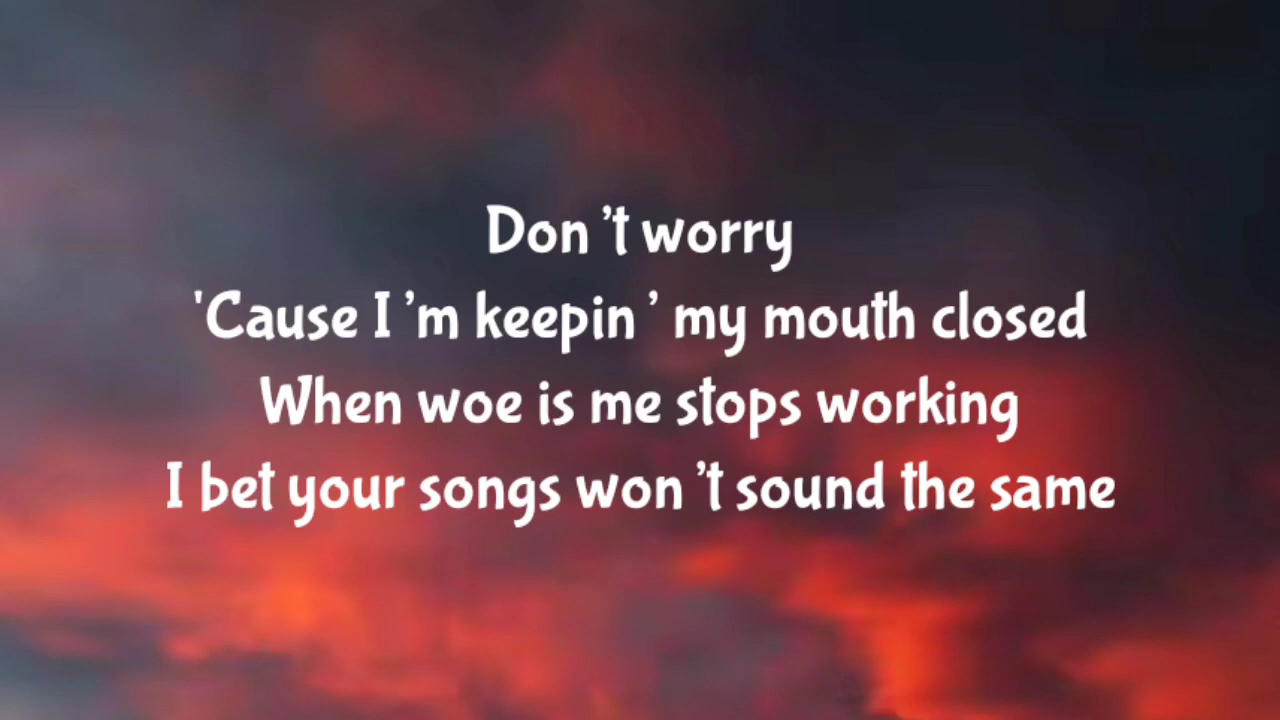 Don't worry
'Cause I'm keepin' my mouth closed
When woe is me stops working
I bet your songs won't sound the same